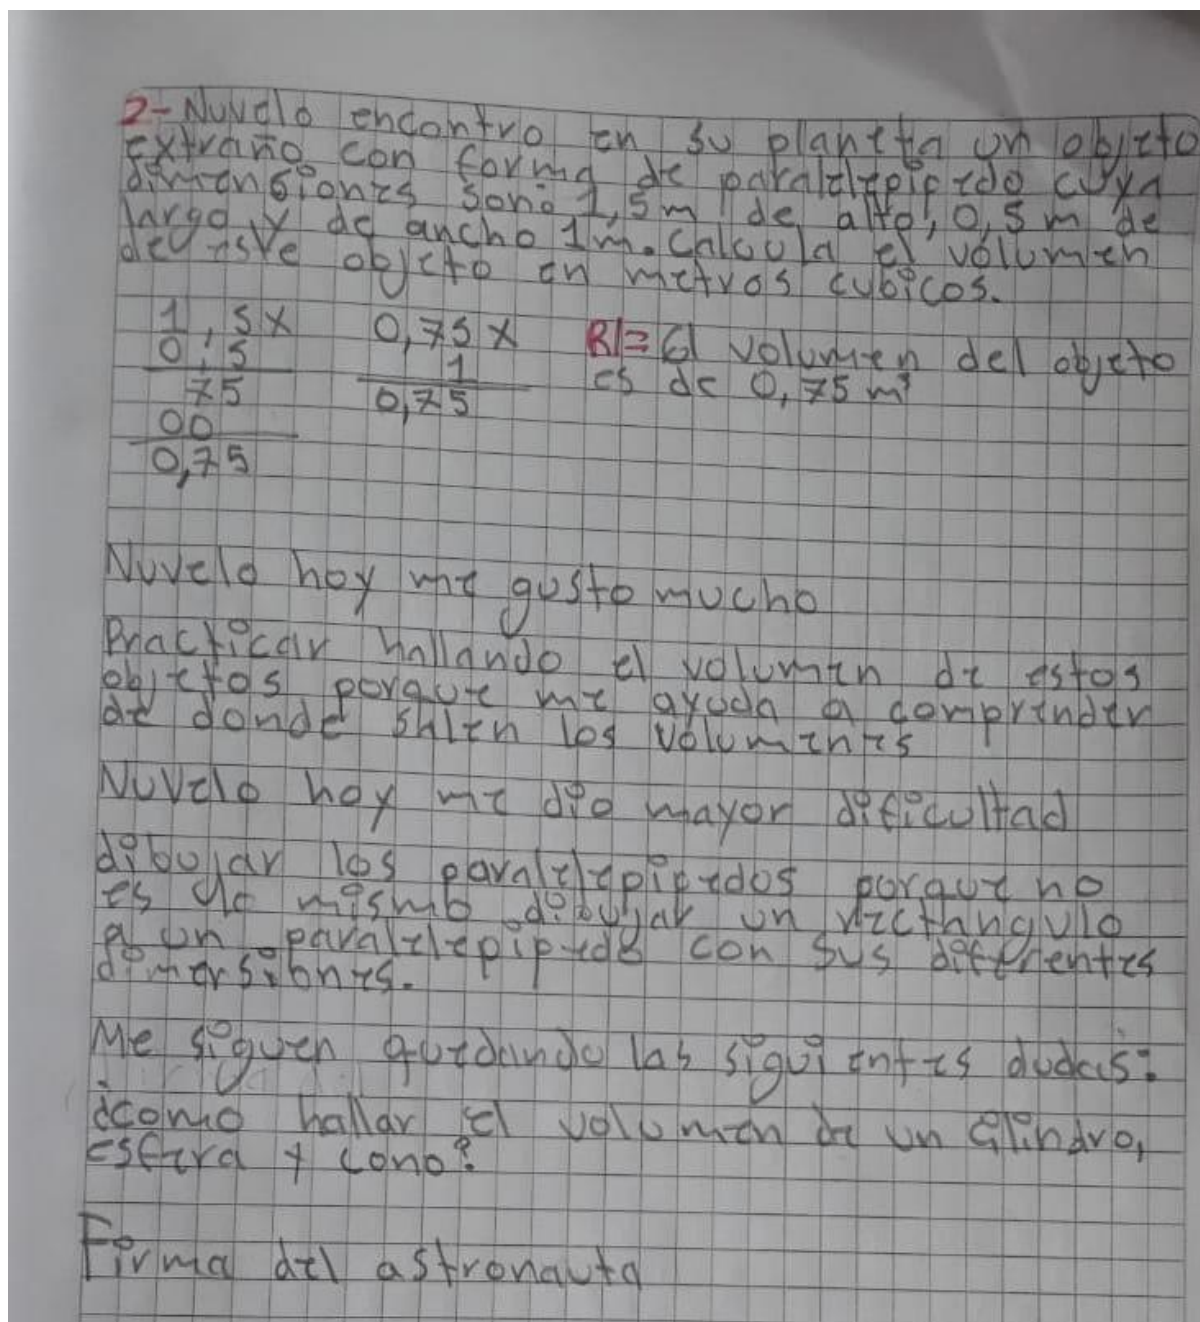 2- Nuvelo encontro en su planeta un objeto
extraño con forma de paralelepipedo cuya
dimensiones son: 1,5m de alto, 0,5 m de
largo y de ancho 1m. Calcula el volumen
de este objeto en metros cubicos.
1,5x 0,75x R/= El volumen del objeto
0,5 1 es de 0,75 m³
75 0,75
00
0,75
Nuvelo hoy me gusto mucho
Practicar hallando el volumen de estos
objetos porque me ayuda a comprender
de donde salen los volumenes
Nuvelo hoy me dio mayor dificultad
dibujar los paralelepipedos porque no
es lo mismo dibujar un rectangulo
a un paralelepipedo con sus differentes
dimersiones.
Me siguen quedando las siguientes dudas:
¿como hallar el volumen de un cilindro,
esfera y cono?
Firma del astronauta